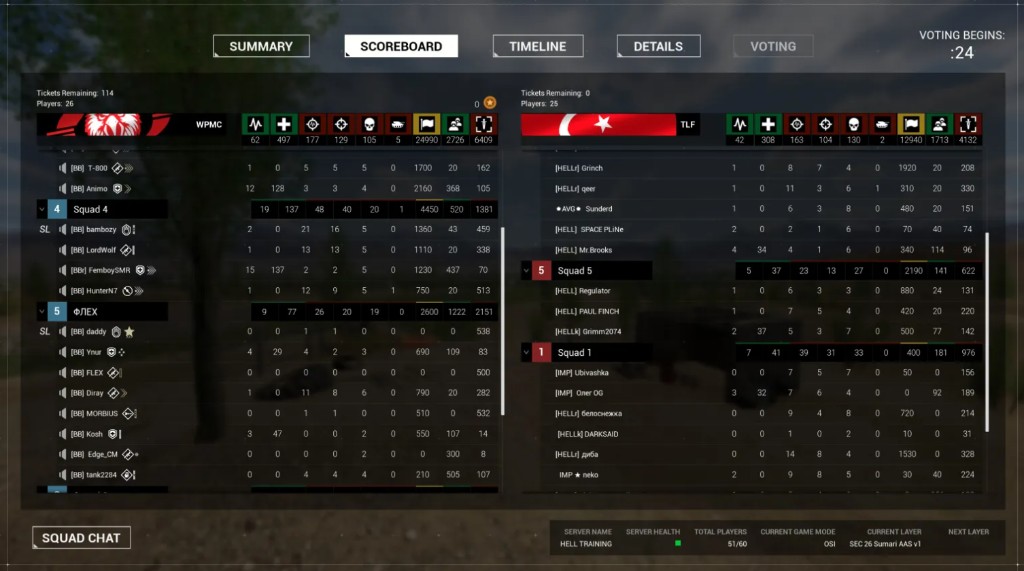 SUMMARY SCOREBOARD TIMELINE DETAILS VOTING
VOTING BEGINS:
:24
Tickets Remaining: 114
Players: 26
0
WPMC
62 497 177 129 105 5 24990 2726 6409
[BB] T-800 1 0 5 5 5 0 1700 20 162
[BB] Animo 12 128 3 3 4 0 2160 368 105
4 Squad 4 19 137 48 40 20 1 4450 520 1381
SL [BB] bambozy 2 0 21 16 5 0 1360 43 459
[BB] LordWolf 1 0 13 13 5 0 1110 20 338
[BBr] FemboySMR 15 137 2 2 5 0 1230 437 70
[BB] HunterN7 1 0 12 9 5 1 750 20 513
5 ФЛЕХ 9 77 26 20 19 0 2600 1222 2151
SL [BB] daddy 0 0 1 1 0 0 0 0 538
[BB] Ynur 4 29 4 2 3 0 690 109 83
[BB] FLEX 0 0 0 0 0 0 0 0 500
[BB] Diray 1 0 11 8 6 0 790 20 282
[BB] MORBIUS 0 0 1 1 0 0 510 0 532
[BB] Kosh 3 47 0 0 2 0 550 107 14
[BB] Edge_CM 0 0 0 0 2 0 0 300 8
[BB] tank2284 0 0 4 4 4 0 210 505 107
Tickets Remaining: 0
Players: 25
TLF
42 308 163 104 130 2 12940 1713 4132
[HELLr] Grinch 1 0 8 7 4 0 1920 20 208
[HELLr] qeer 1 0 11 3 6 1 310 20 330
★AVG★ Sunderd 1 0 6 3 8 0 480 20 151
[HELL] SPACE PLiNe 1 0 2 1 6 0 70 40 74
[HELL] Mr.Brooks 4 34 4 1 6 0 340 114 96
5 Squad 5 5 37 23 13 27 0 2190 141 622
[HELL] Regulator 1 0 6 3 3 0 880 24 131
[HELL] PAUL FINCH 1 0 7 5 4 0 420 20 220
[HELLk] Grimm2074 2 37 5 3 7 0 500 77 142
1 Squad 1 7 41 39 31 33 0 400 181 976
[IMP] Ubivashka 0 0 7 5 7 0 50 0 156
[IMP] Олег OG 3 32 7 6 4 0 0 92 189
[HELLr] белоснежка 0 0 9 4 8 0 720 0 214
[HELLk] DARKSAID 0 0 1 0 2 0 10 0 31
[HELLr] диба 0 0 14 8 4 0 1530 0 328
IMP ★ neko 2 0 9 8 5 0 30 40 224
SQUAD CHAT
SERVER NAME SERVER HEALTH TOTAL PLAYERS CURRENT GAME MODE CURRENT LAYER NEXT LAYER
HELL TRAINING 51/60 OSI SEC 26 Sumari AAS v1